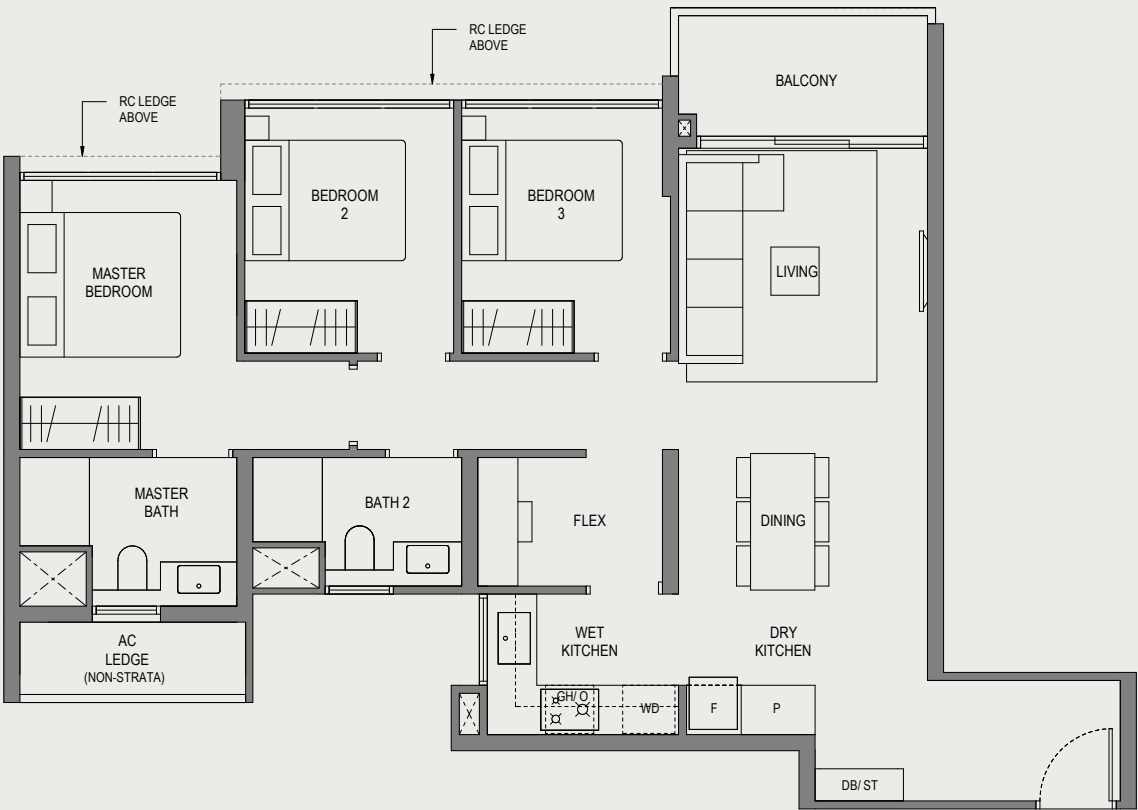 RC LEDGE
ABOVE
BALCONY
RC LEDGE
ABOVE
BEDROOM
2
BEDROOM
3
MASTER
BEDROOM
LIVING
MASTER
BATH
BATH 2
FLEX
DINING
AC
LEDGE
(NON-STRATA)
WET
KITCHEN
DRY
KITCHEN
GH/ O
WD
F
P
DB/ ST